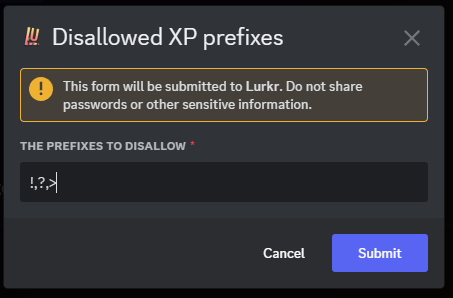 Disallowed XP prefixes
This form will be submitted to Lurkr. Do not share
passwords or other sensitive information.
THE PREFIXES TO DISALLOW *
!,?,>
Cancel
Submit